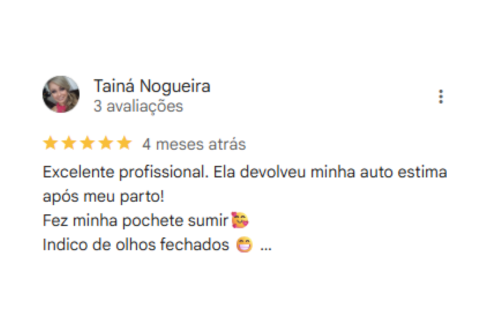 Tainá Nogueira
3 avaliações
4 meses atrás
Excelente profissional. Ela devolveu minha auto estima
após meu parto!
Fez minha pochete sumir🥰
Indico de olhos fechados 😁 ...